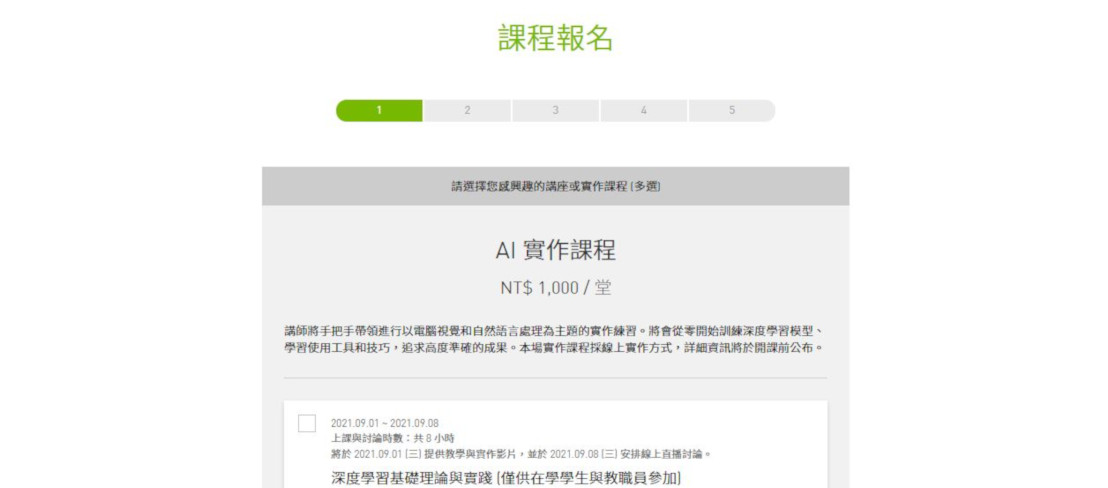 課程報名
1 2 3 4 5
請選擇您感興趣的講座或實作課程 (多選)
AI 實作課程
NT$ 1,000 / 堂
講師將手把手帶領進行以電腦視覺和自然語言處理為主題的實作練習。將會從零開始訓練深度學習模型、
學習使用工具和技巧，追求高度準確的成果。本場實作課程採線上實作方式，詳細資訊將於開課前公布。
2021.09.01 ~ 2021.09.08
上課與討論時數：共 8 小時
將於 2021.09.01 (三) 提供教學與實作影片，並於 2021.09.08 (三) 安排線上直播討論。
深度學習基礎理論與實踐 (僅供在學學生與教職員參加)